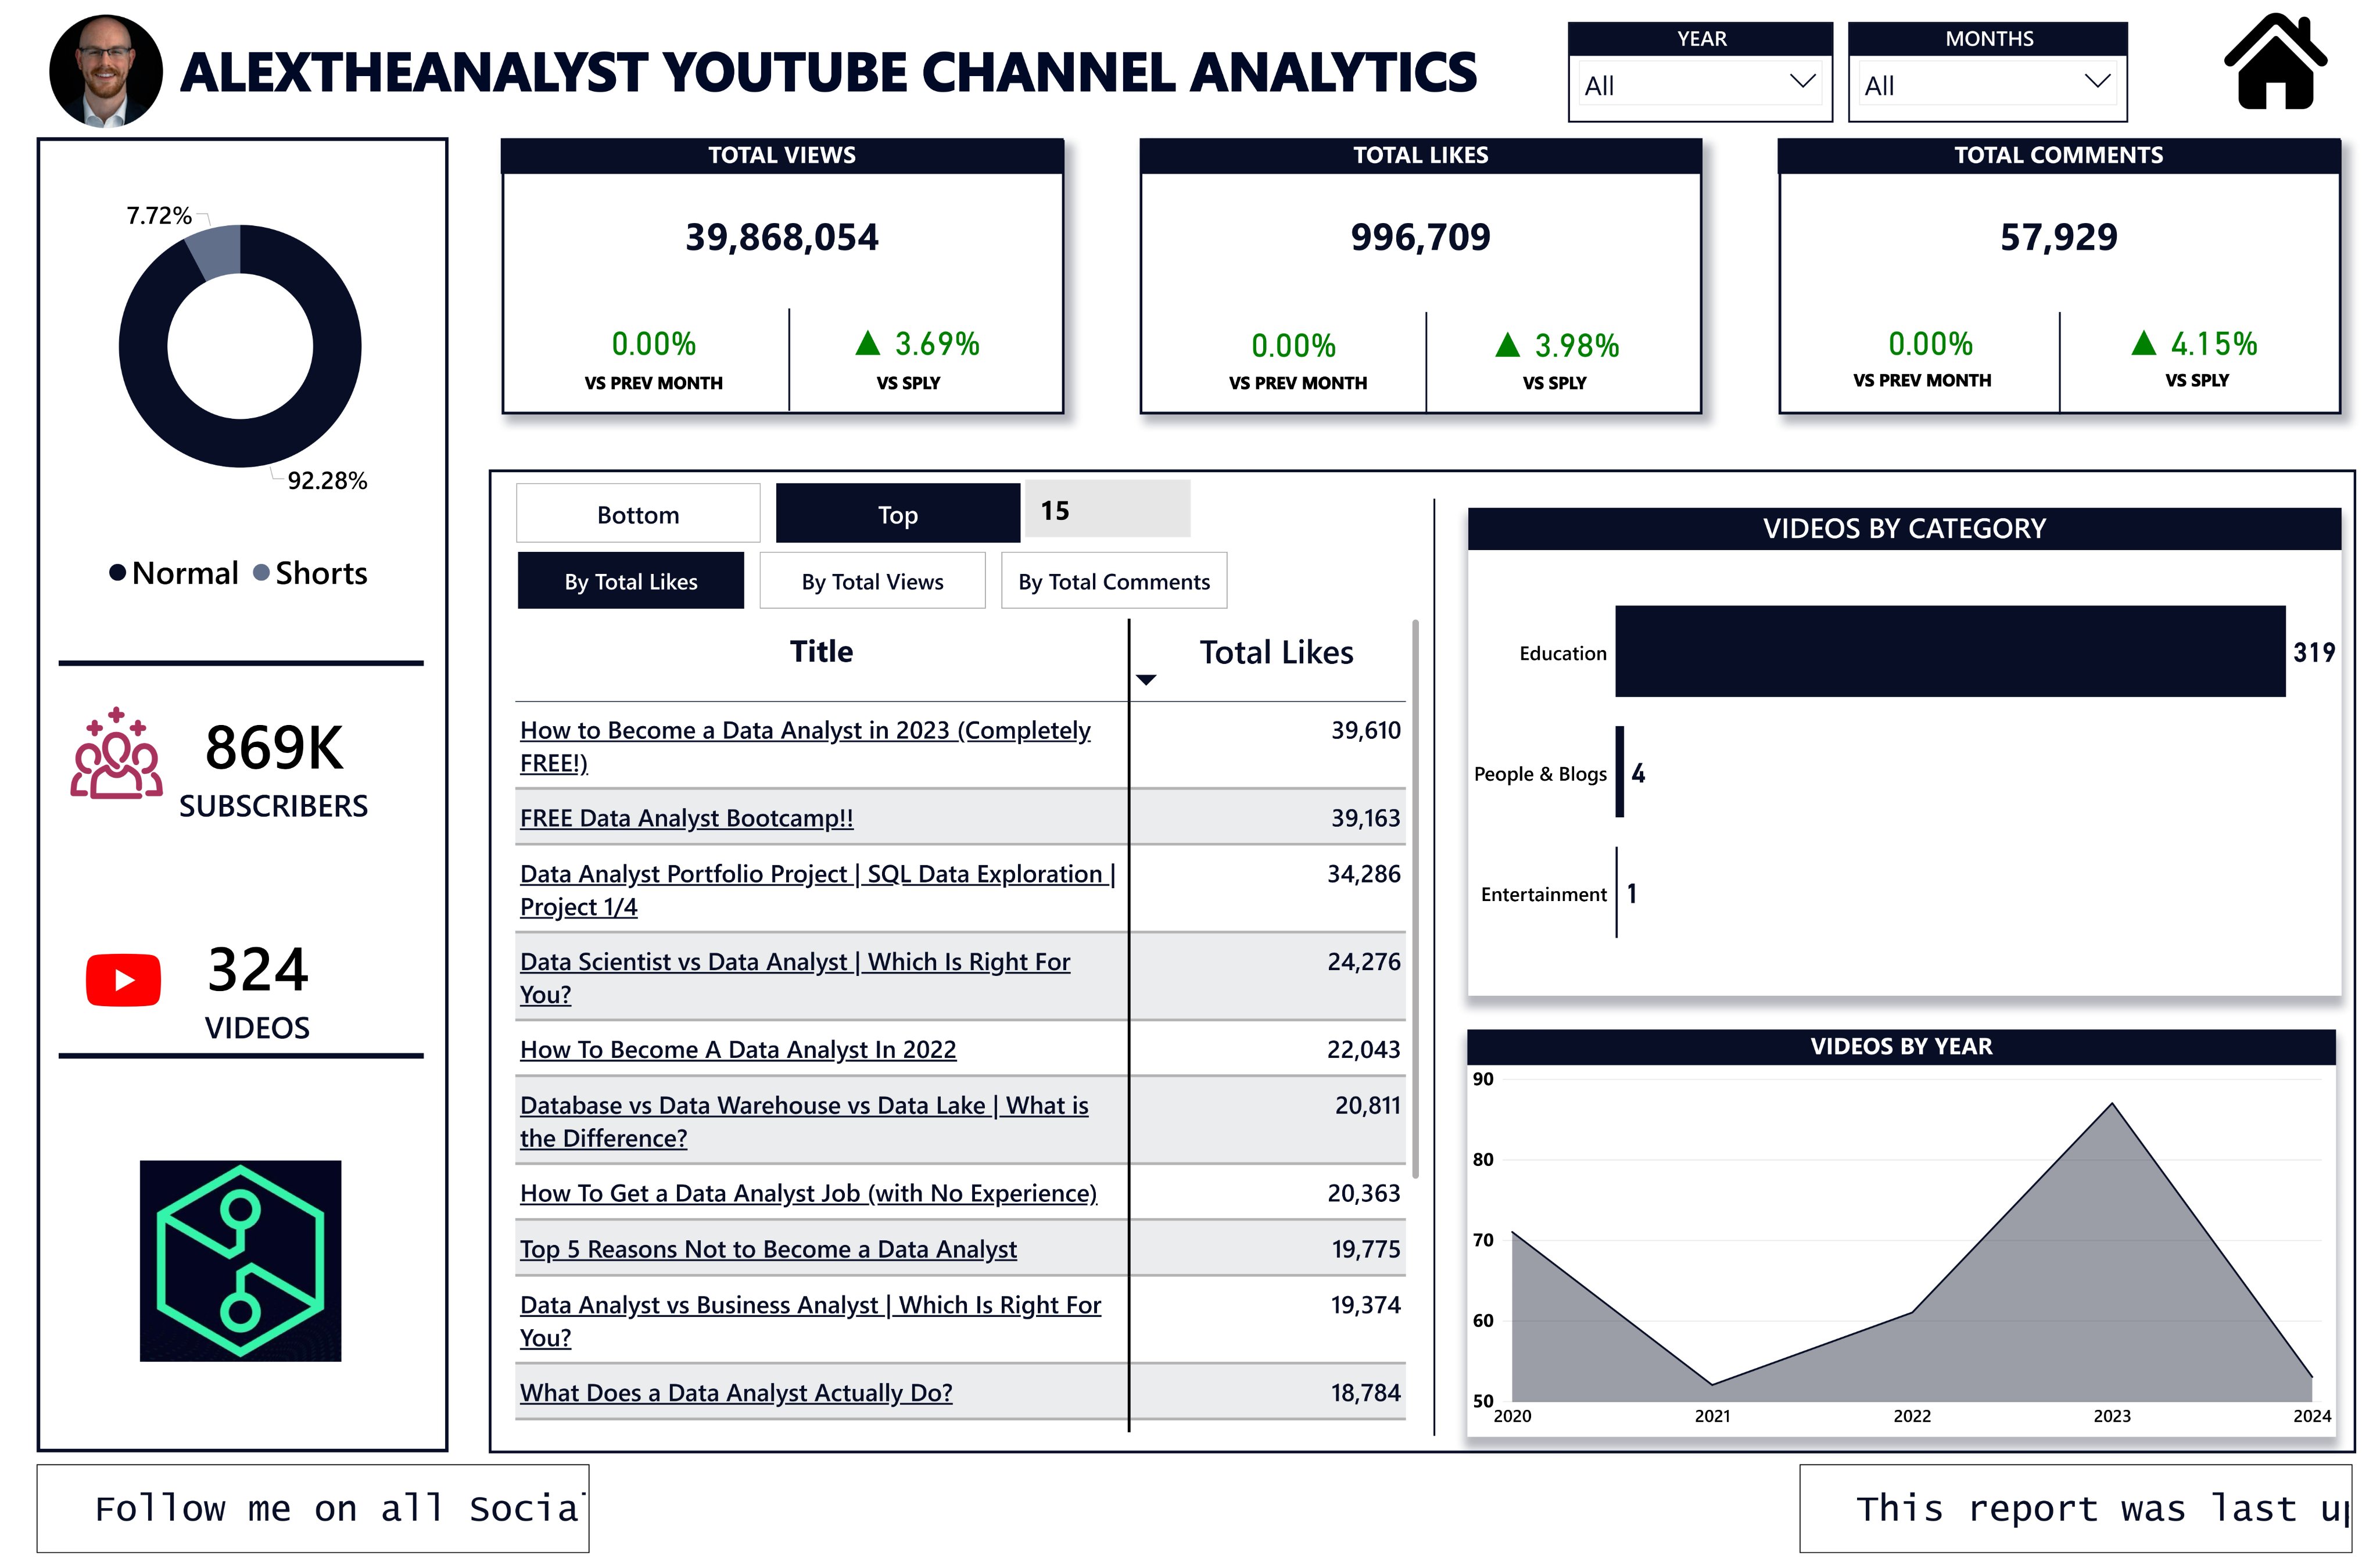 ALEXTHEANALYST YOUTUBE CHANNEL ANALYTICS
YEAR
All
MONTHS
All
7.72%
92.28%
Normal Shorts
869K
SUBSCRIBERS
324
VIDEOS
TOTAL VIEWS
39,868,054
0.00%
VS PREV MONTH
▲ 3.69%
VS SPLY
TOTAL LIKES
996,709
0.00%
VS PREV MONTH
▲ 3.98%
VS SPLY
TOTAL COMMENTS
57,929
0.00%
VS PREV MONTH
▲ 4.15%
VS SPLY
Bottom
Top
15
By Total Likes
By Total Views
By Total Comments
Title Total Likes
How to Become a Data Analyst in 2023 (Completely 39,610
FREE!)
FREE Data Analyst Bootcamp!! 39,163
Data Analyst Portfolio Project | SQL Data Exploration | 34,286
Project 1/4
Data Scientist vs Data Analyst | Which Is Right For 24,276
You?
How To Become A Data Analyst In 2022 22,043
Database vs Data Warehouse vs Data Lake | What is 20,811
the Difference?
How To Get a Data Analyst Job (with No Experience) 20,363
Top 5 Reasons Not to Become a Data Analyst 19,775
Data Analyst vs Business Analyst | Which Is Right For 19,374
You?
What Does a Data Analyst Actually Do? 18,784
VIDEOS BY CATEGORY
Education 319
People & Blogs 4
Entertainment 1
VIDEOS BY YEAR
90
80
70
60
50
2020 2021 2022 2023 2024
Follow me on all
This report was last